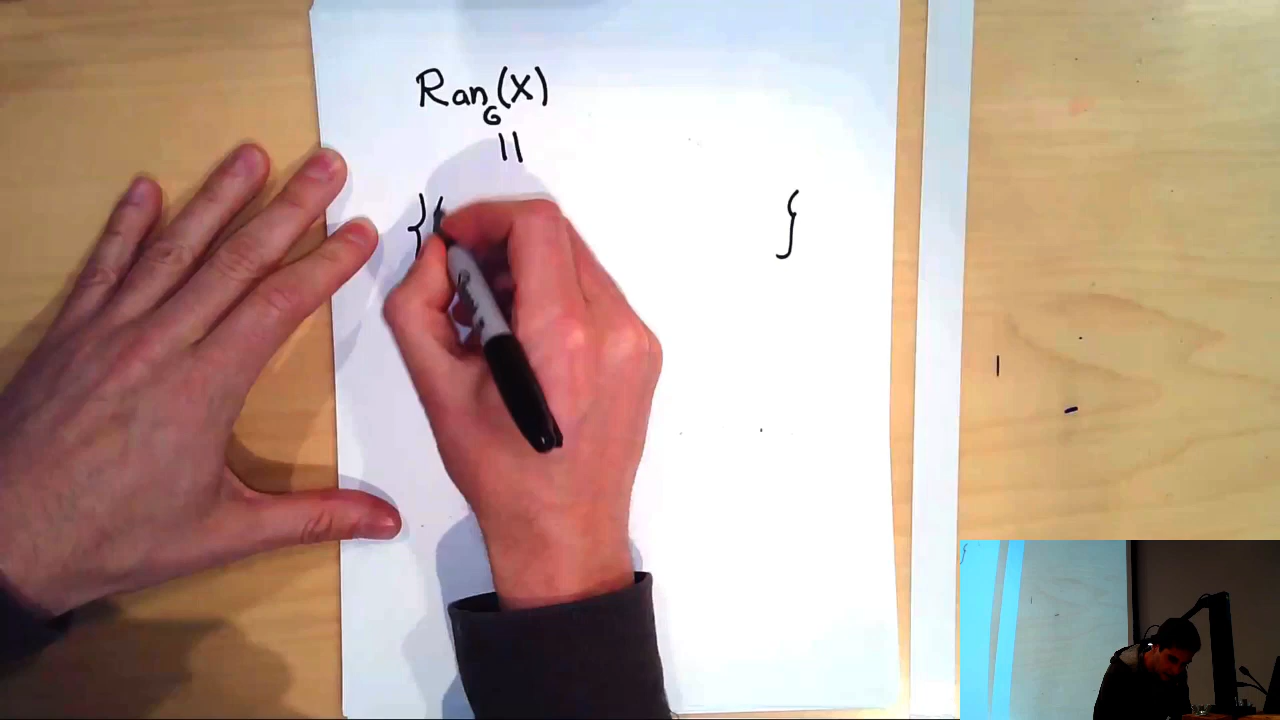 Ran_G(X)
||
{( }